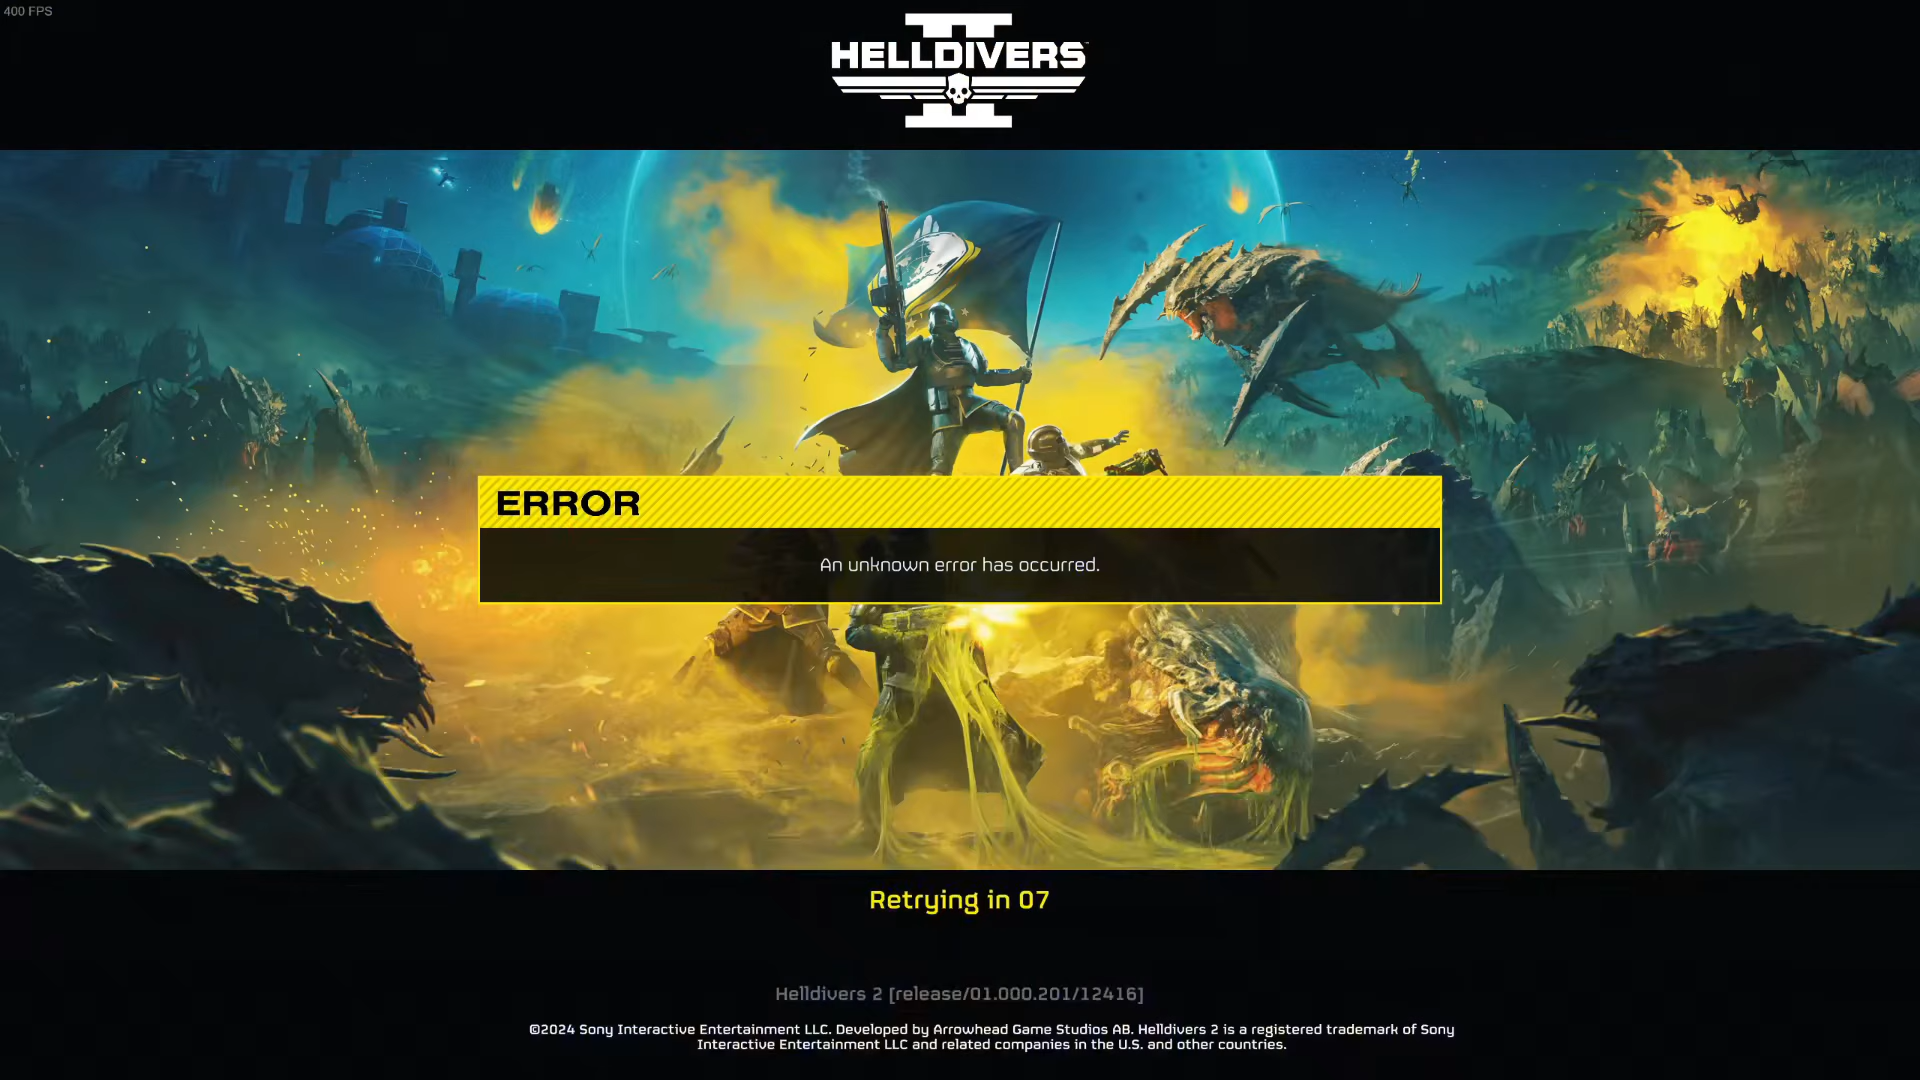 400 FPS
HELLDIVERS
II
ERROR
An unknown error has occurred.
Retrying in 07
Helldivers 2 [release/01.000.201/12416]
©2024 Sony Interactive Entertainment LLC. Developed by Arrowhead Game Studios AB. Helldivers 2 is a registered trademark of Sony
Interactive Entertainment LLC and related companies in the U.S. and other countries.